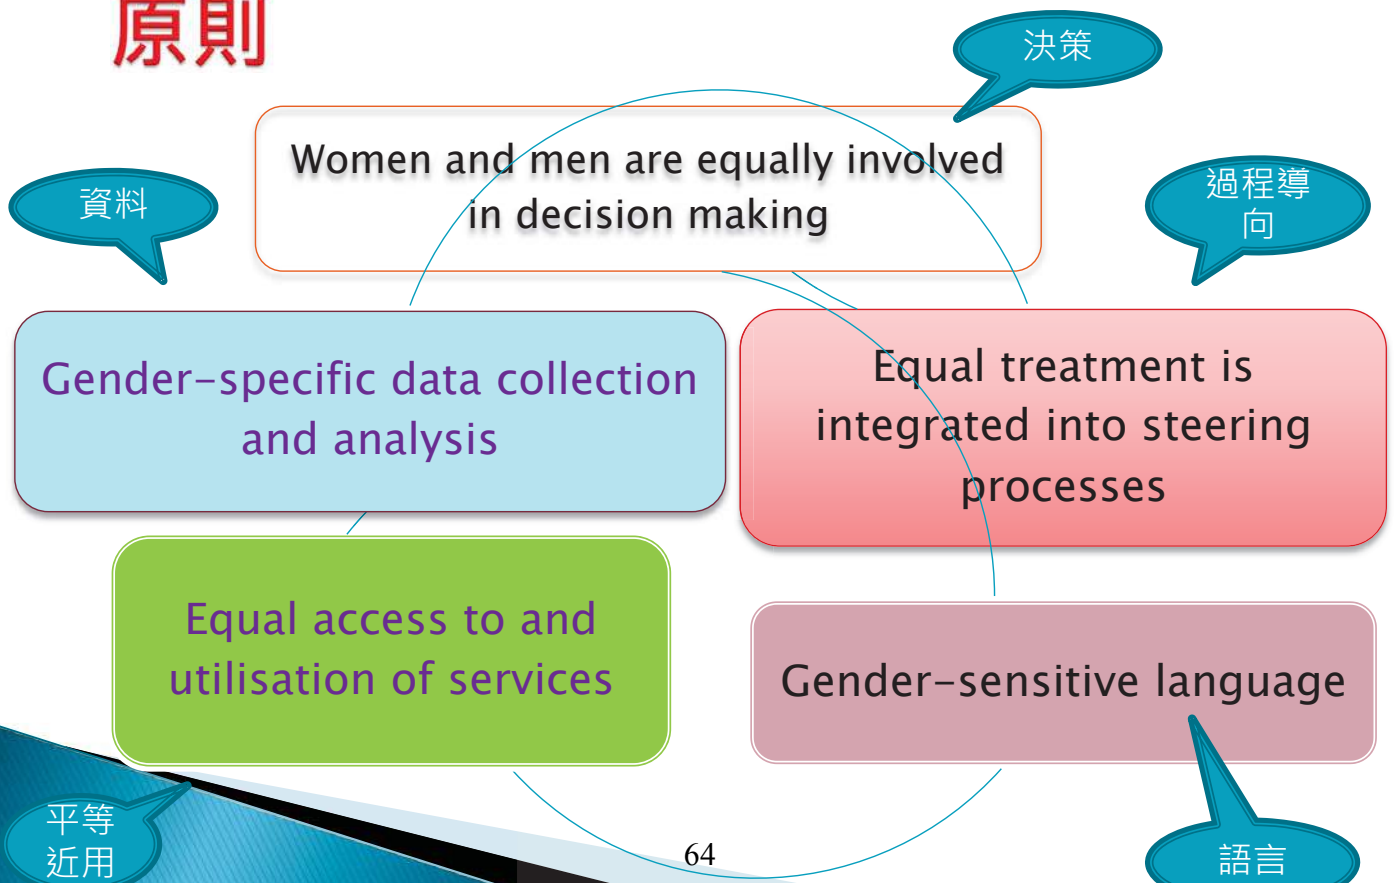 原則
決策
Women and men are equally involved
in decision making
資料
過程導
向
Gender-specific data collection
and analysis
Equal treatment is
integrated into steering
processes
Equal access to and
utilisation of services
Gender-sensitive language
平等
近用
64
語言